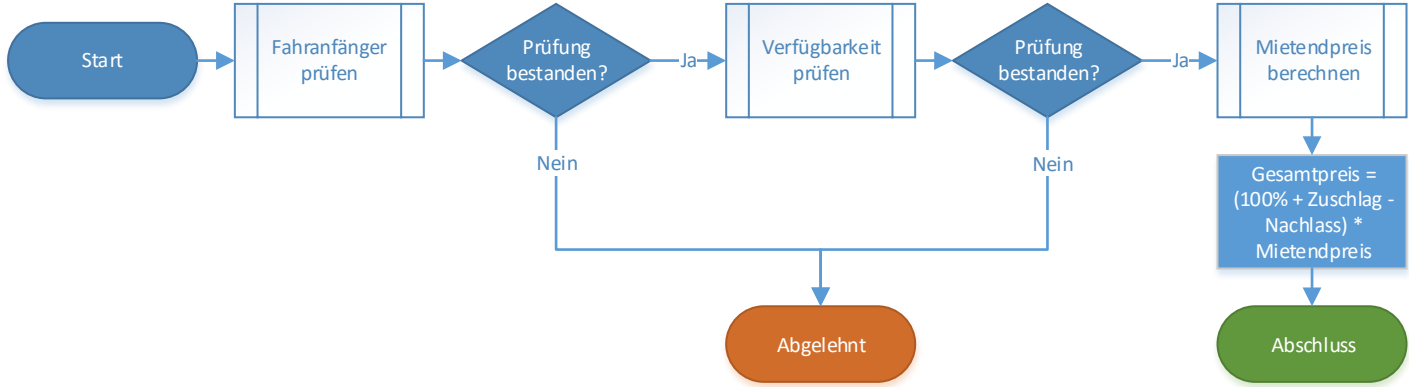 Start
Fahranfänger
prüfen
Prüfung
bestanden?
Ja
Verfügbarkeit
prüfen
Prüfung
bestanden?
Ja
Mietendpreis
berechnen
Nein
Nein
Gesamtpreis =
(100% + Zuschlag -
Nachlass) *
Mietendpreis
Abgelehnt
Abschluss